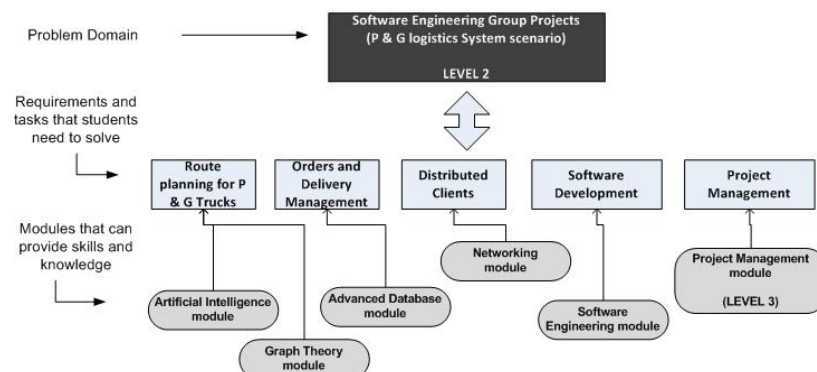 Problem Domain
Software Engineering Group Projects
(P & G logistics System scenario)
LEVEL 2
Requirements and
tasks that students
need to solve
Route
planning for P
& G Trucks
Orders and
Delivery
Management
Distributed
Clients
Software
Development
Project
Management
Modules that can
provide skills and
knowledge
Networking
module
Project Management
module
(LEVEL 3)
Artificial Intelligence
module
Advanced Database
module
Software
Engineering module
Graph Theory
module